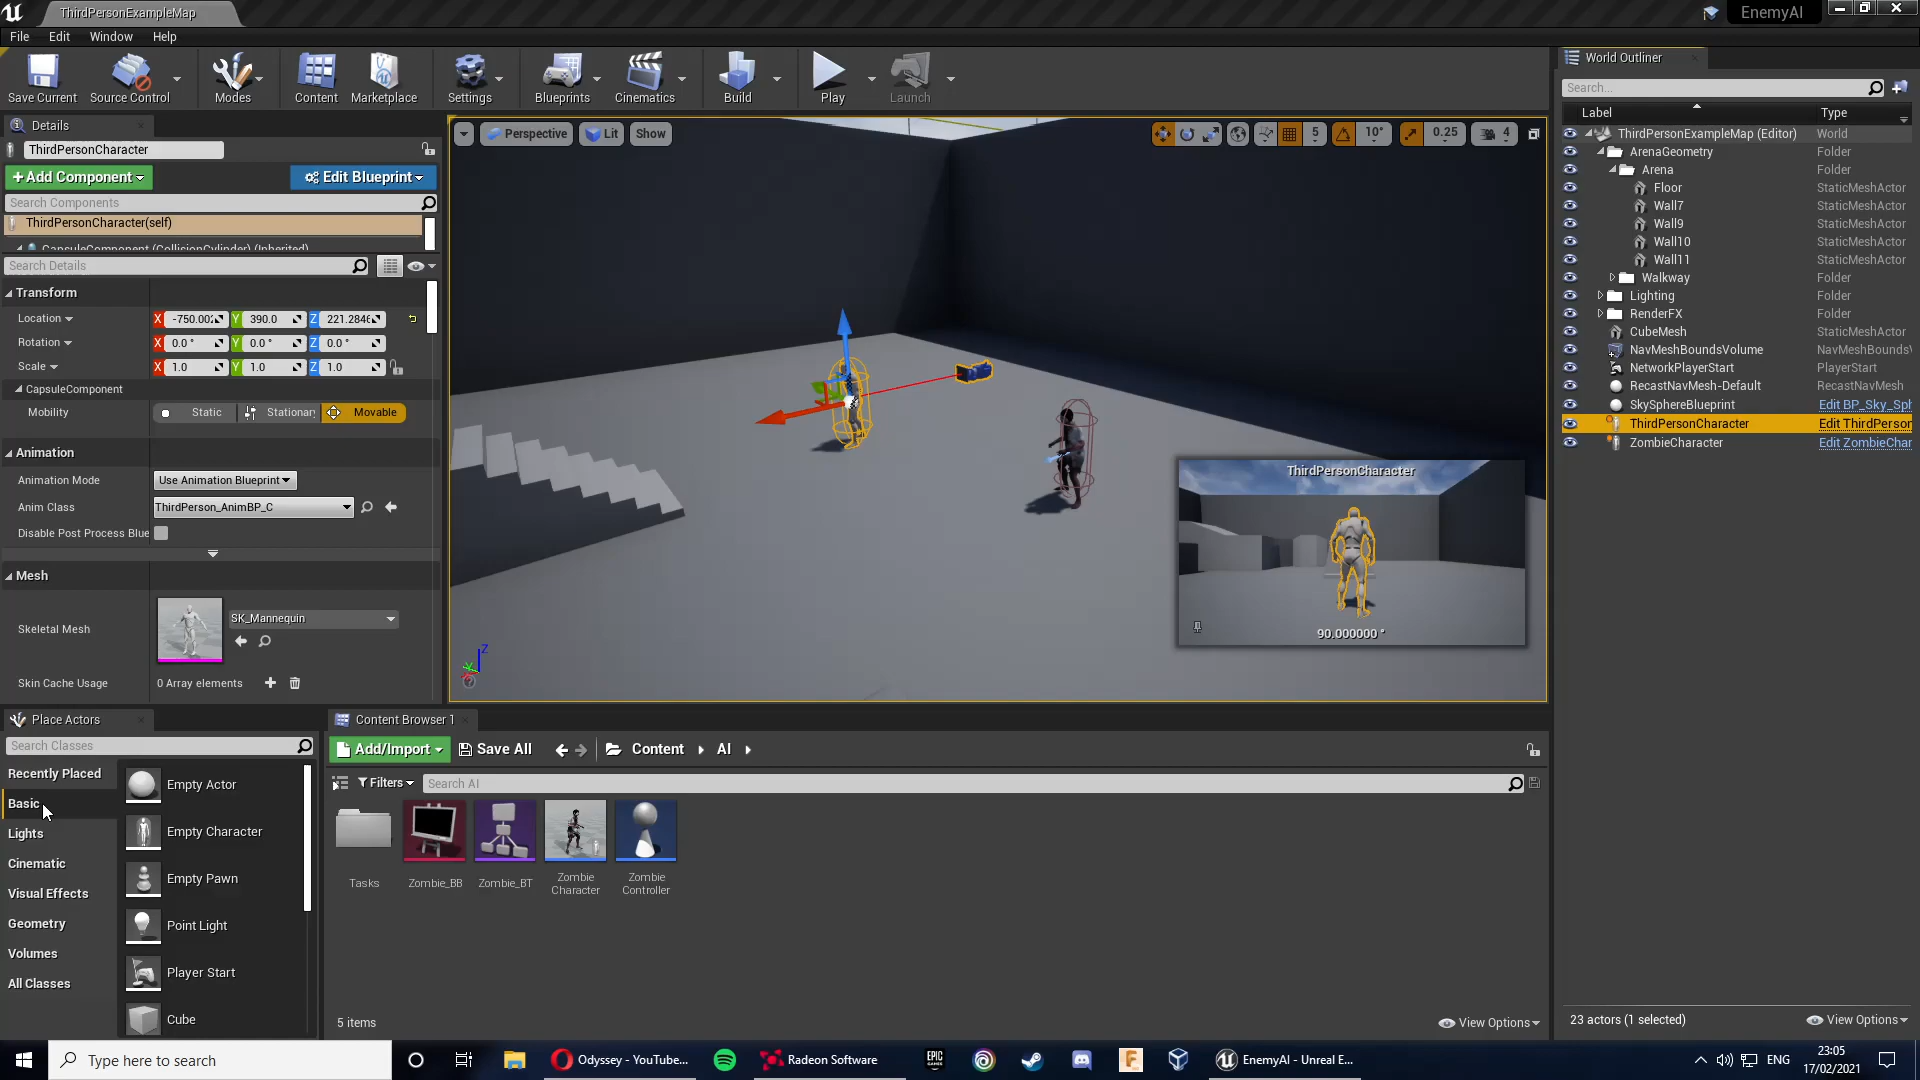 ThirdPersonExampleMap
EnemyAI
File Edit Window Help
Save Current
Source Control
Modes
Content
Marketplace
Settings
Blueprints
Cinematics
Build
Play
Launch
Details
ThirdPersonCharacter
+Add Component
Edit Blueprint
Search Components
ThirdPersonCharacter(self)
CapsuleComponent (CollisionCylinder) (Inherited)
Search Details
Transform
Location X -750.00 Y 390.0 Z 221.284
Rotation X 0.0 ° Y 0.0 ° Z 0.0 °
Scale X 1.0 Y 1.0 Z 1.0
CapsuleComponent
Mobility Static Stationar Movable
Animation
Animation Mode Use Animation Blueprint
Anim Class ThirdPerson_AnimBP_C
Disable Post Process Blue
Mesh
Skeletal Mesh SK_Mannequin
Skin Cache Usage 0 Array elements
Perspective Lit Show
5 10° 0.25 4
ThirdPersonCharacter
90.000000 °
Z
World Outliner
Search...
Label Type
ThirdPersonExampleMap (Editor) World
ArenaGeometry Folder
Arena Folder
Floor StaticMeshActor
Wall7 StaticMeshActor
Wall9 StaticMeshActor
Wall10 StaticMeshActor
Wall11 StaticMeshActor
Walkway Folder
Lighting Folder
RenderFX Folder
CubeMesh StaticMeshActor
NavMeshBoundsVolume NavMeshBoundsV
NetworkPlayerStart PlayerStart
RecastNavMesh-Default RecastNavMesh
SkySphereBlueprint Edit BP_Sky_Sph
ThirdPersonCharacter Edit ThirdPerson
ZombieCharacter Edit ZombieChar
23 actors (1 selected) View Options
Place Actors
Search Classes
Recently Placed
Basic
Lights
Cinematic
Visual Effects
Geometry
Volumes
All Classes
Empty Actor
Empty Character
Empty Pawn
Point Light
Player Start
Cube
Content Browser 1
Add/Import Save All Content AI
Filters Search AI
Tasks
Zombie_BB
Zombie_BT
Zombie
Character
Zombie
Controller
5 items View Options
Type here to search
Odyssey - YouTube...
Radeon Software
EPIC
GAMES
EnemyAI - Unreal E...
ENG
23:05
17/02/2021